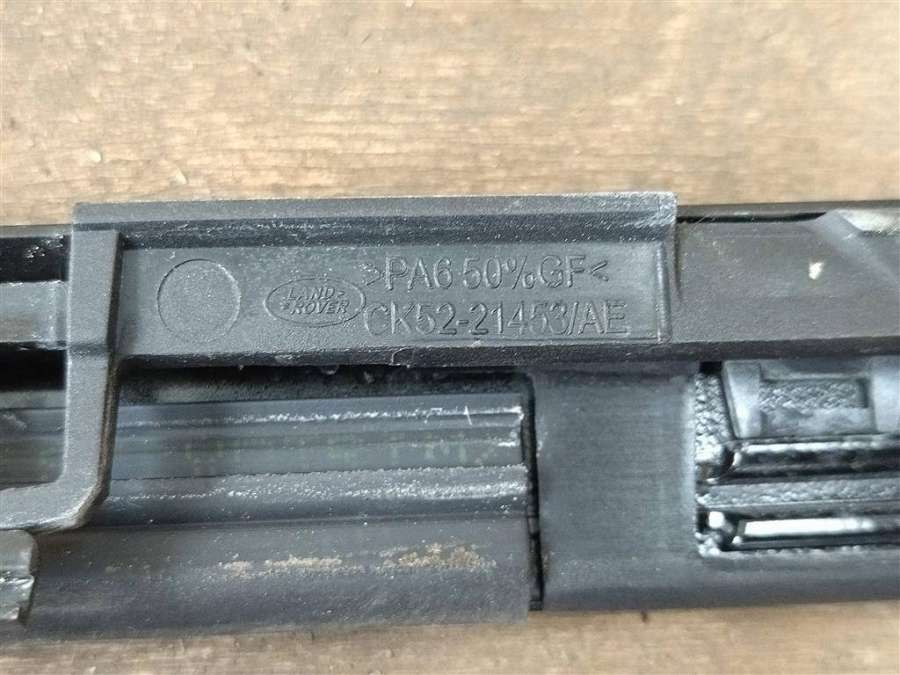 LAND
ROVER
>PA6 50%GF<
CK52-21453/AE